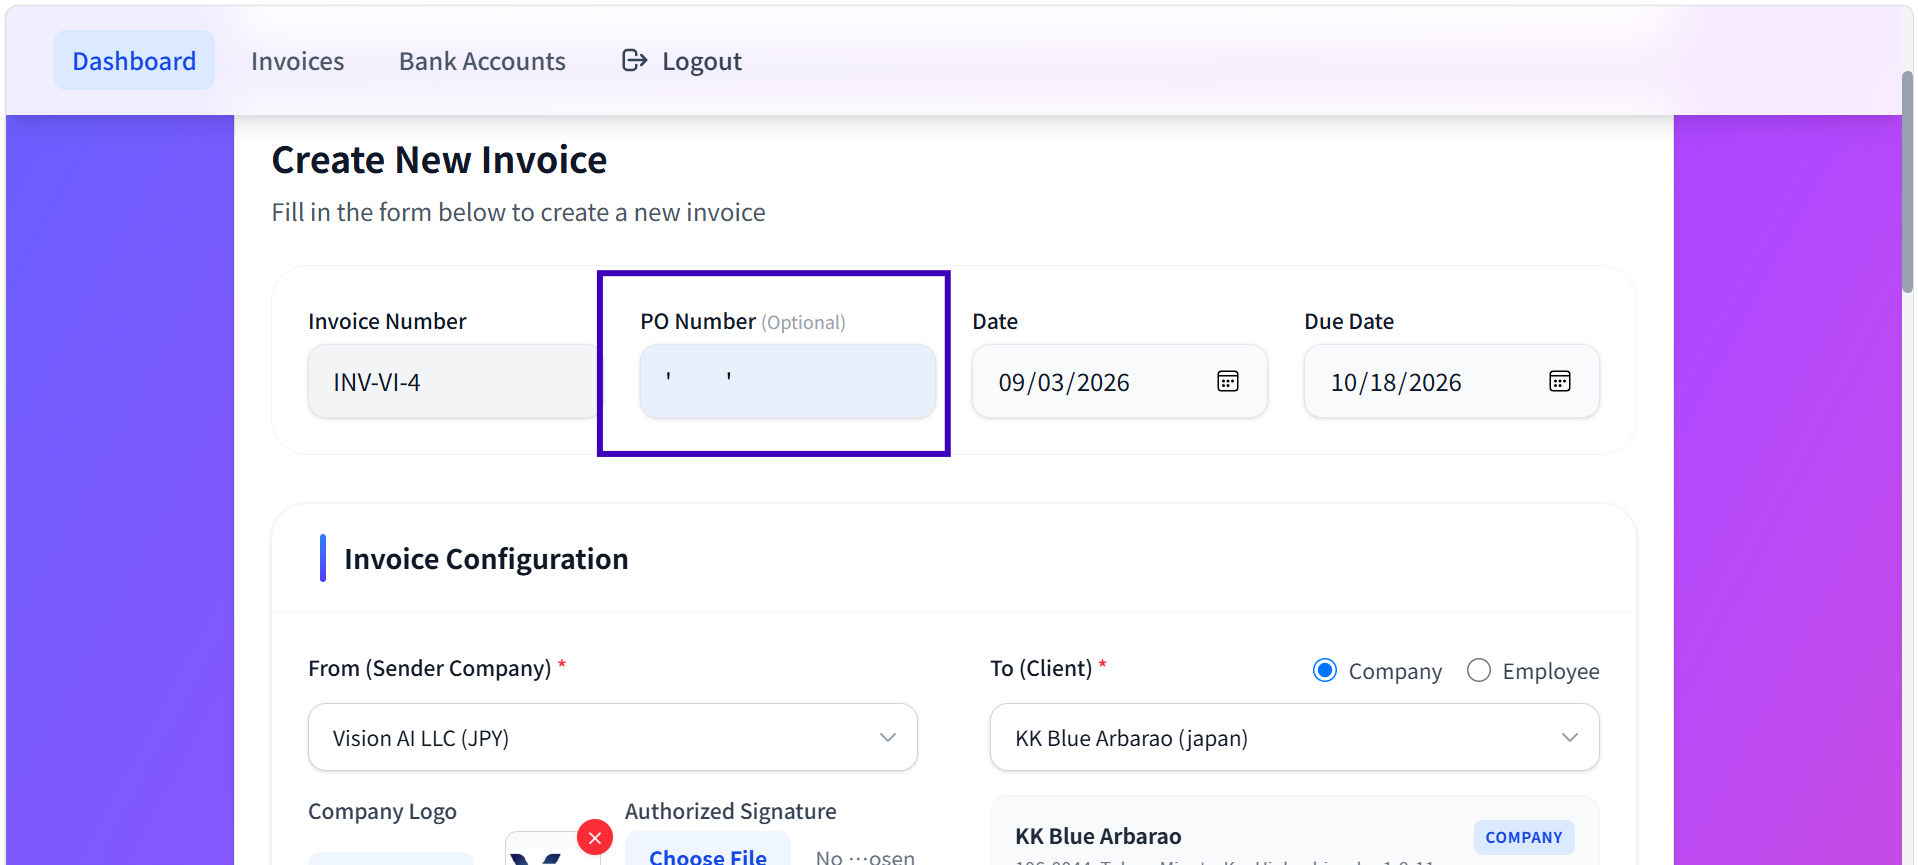 Dashboard Invoices Bank Accounts Logout
Create New Invoice
Fill in the form below to create a new invoice
Invoice Number PO Number (Optional) Date Due Date
INV-VI-4 ' ' 09/03/2026 10/18/2026
Invoice Configuration
From (Sender Company) * To (Client) * Company Employee
Vision AI LLC (JPY) KK Blue Arbarao (japan)
Company Logo Authorized Signature
KK Blue Arbarao COMPANY
Choose File No ⋯osen